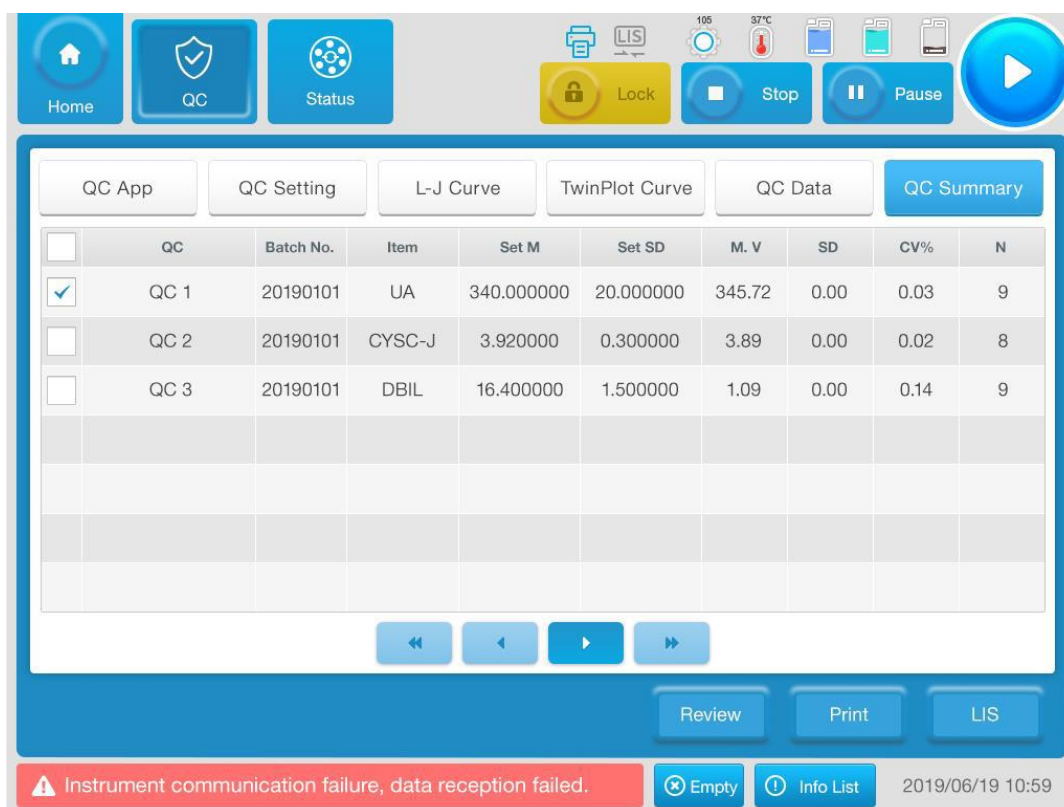 105 37°C
LIS
Home QC Status Lock Stop Pause
QC App QC Setting L-J Curve TwinPlot Curve QC Data QC Summary
QC Batch No. Item Set M Set SD M. V SD CV% N
QC 1 20190101 UA 340.000000 20.000000 345.72 0.00 0.03 9
QC 2 20190101 CYSC-J 3.920000 0.300000 3.89 0.00 0.02 8
QC 3 20190101 DBIL 16.400000 1.500000 1.09 0.00 0.14 9
Review Print LIS
Instrument communication failure, data reception failed. Empty Info List 2019/06/19 10:59